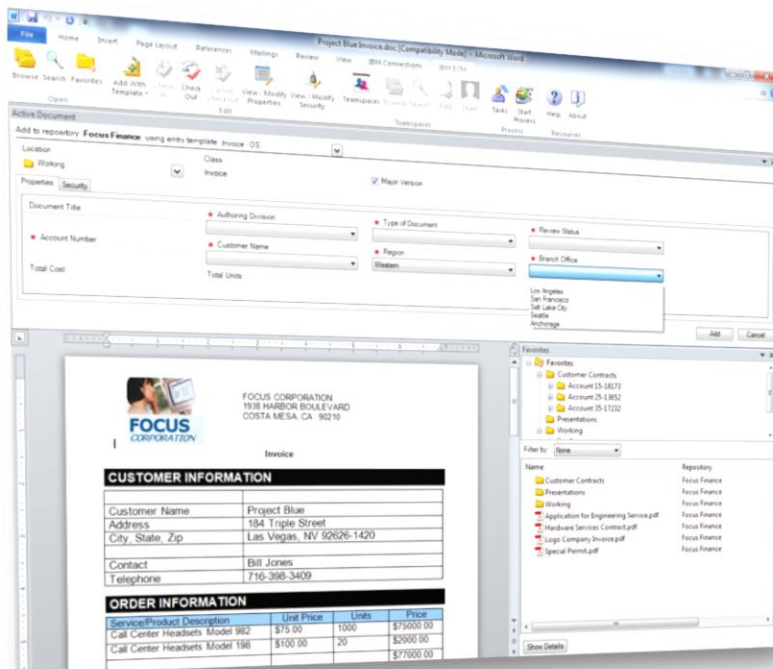 Project Blue Invoice.doc [Compatibility Mode] - Microsoft Word
File Home Insert Page Layout References Mailings Review View IBM Connections IBM ECM
Browse Search Favorites Add With Template Check Out View / Modify Properties View / Modify Security Teamspaces Browse Search Add Team Tasks Start Process Help About
Open Edit Teamspaces Process Resources
Active Document
Add to repository Focus Finance using entry template Invoice - OS
Location Class
Working Invoice Major Version
Properties Security
Document Title Authoring Division Type of Document Review Status
Account Number Customer Name Region Branch Office
Western
Total Cost Total Units
Los Angeles
San Francisco
Salt Lake City
Seattle
Anchorage
Add Cancel
FOCUS
CORPORATION
FOCUS CORPORATION
1938 HARBOR BOULEVARD
COSTA MESA, CA 90210
Invoice
CUSTOMER INFORMATION
Customer Name Project Blue
Address 184 Triple Street
City, State, Zip Las Vegas, NV 92626-1420
Contact Bill Jones
Telephone 716-398-3409
ORDER INFORMATION
Service/Product Description Unit Price Units Price
Call Center Headsets Model 982 $75.00 1000 $75000.00
Call Center Headsets Model 198 $100.00 20 $2000.00
$77000.00
Favorites
Favorites
Customer Contracts
Account 15-18173
Account 25-13652
Account 35-17232
Presentations
Working
Filter by: None
Name Repository
Customer Contracts Focus Finance
Presentations Focus Finance
Working Focus Finance
Application for Engineering Service.pdf Focus Finance
Hardware Services Contract.pdf Focus Finance
Logo Company Invoice.pdf Focus Finance
Special Permit.pdf Focus Finance
Show Details